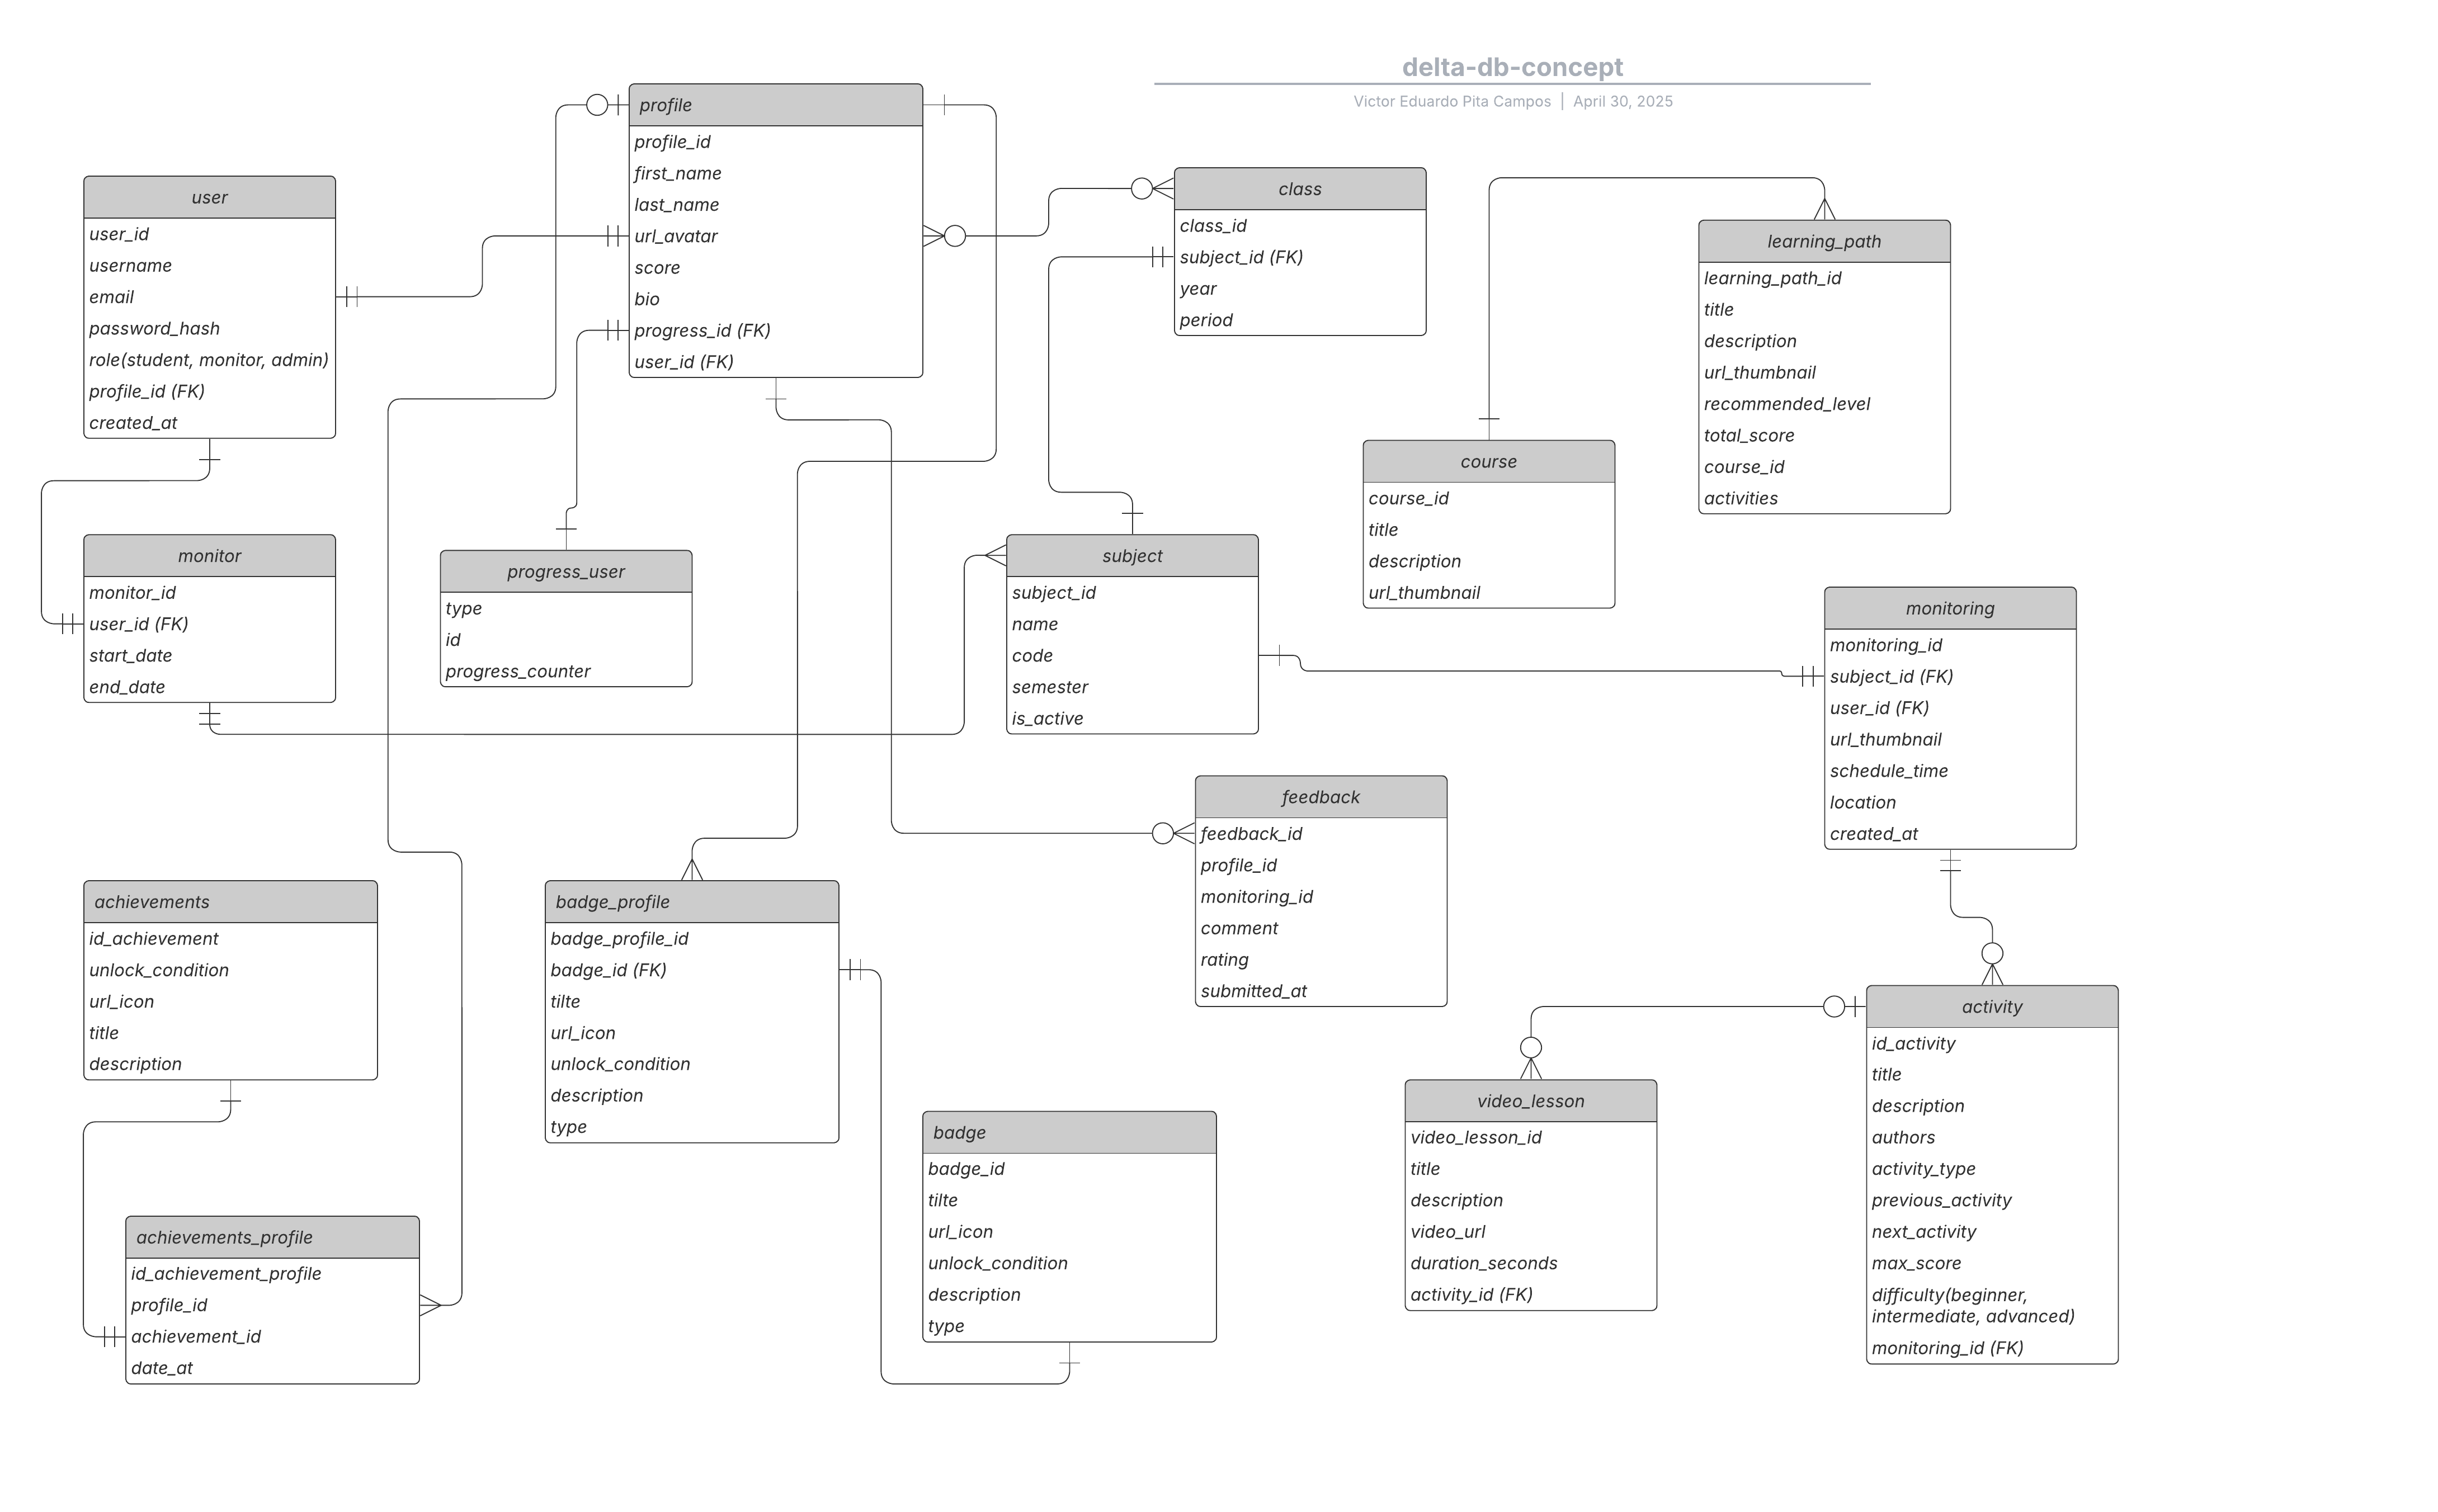 delta-db-concept
Victor Eduardo Pita Campos | April 30, 2025
profile
profile_id
first_name
last_name
url_avatar
score
bio
progress_id (FK)
user_id (FK)
user
user_id
username
email
password_hash
role(student, monitor, admin)
profile_id (FK)
created_at
class
class_id
subject_id (FK)
year
period
learning_path
learning_path_id
title
description
url_thumbnail
recommended_level
total_score
course_id
activities
course
course_id
title
description
url_thumbnail
monitor
monitor_id
user_id (FK)
start_date
end_date
progress_user
type
id
progress_counter
subject
subject_id
name
code
semester
is_active
monitoring
monitoring_id
subject_id (FK)
user_id (FK)
url_thumbnail
schedule_time
location
created_at
feedback
feedback_id
profile_id
monitoring_id
comment
rating
submitted_at
achievements
id_achievement
unlock_condition
url_icon
title
description
badge_profile
badge_profile_id
badge_id (FK)
tilte
url_icon
unlock_condition
description
type
activity
id_activity
title
description
authors
activity_type
previous_activity
next_activity
max_score
difficulty(beginner,
intermediate, advanced)
monitoring_id (FK)
video_lesson
video_lesson_id
title
description
video_url
duration_seconds
activity_id (FK)
badge
badge_id
tilte
url_icon
unlock_condition
description
type
achievements_profile
id_achievement_profile
profile_id
achievement_id
date_at